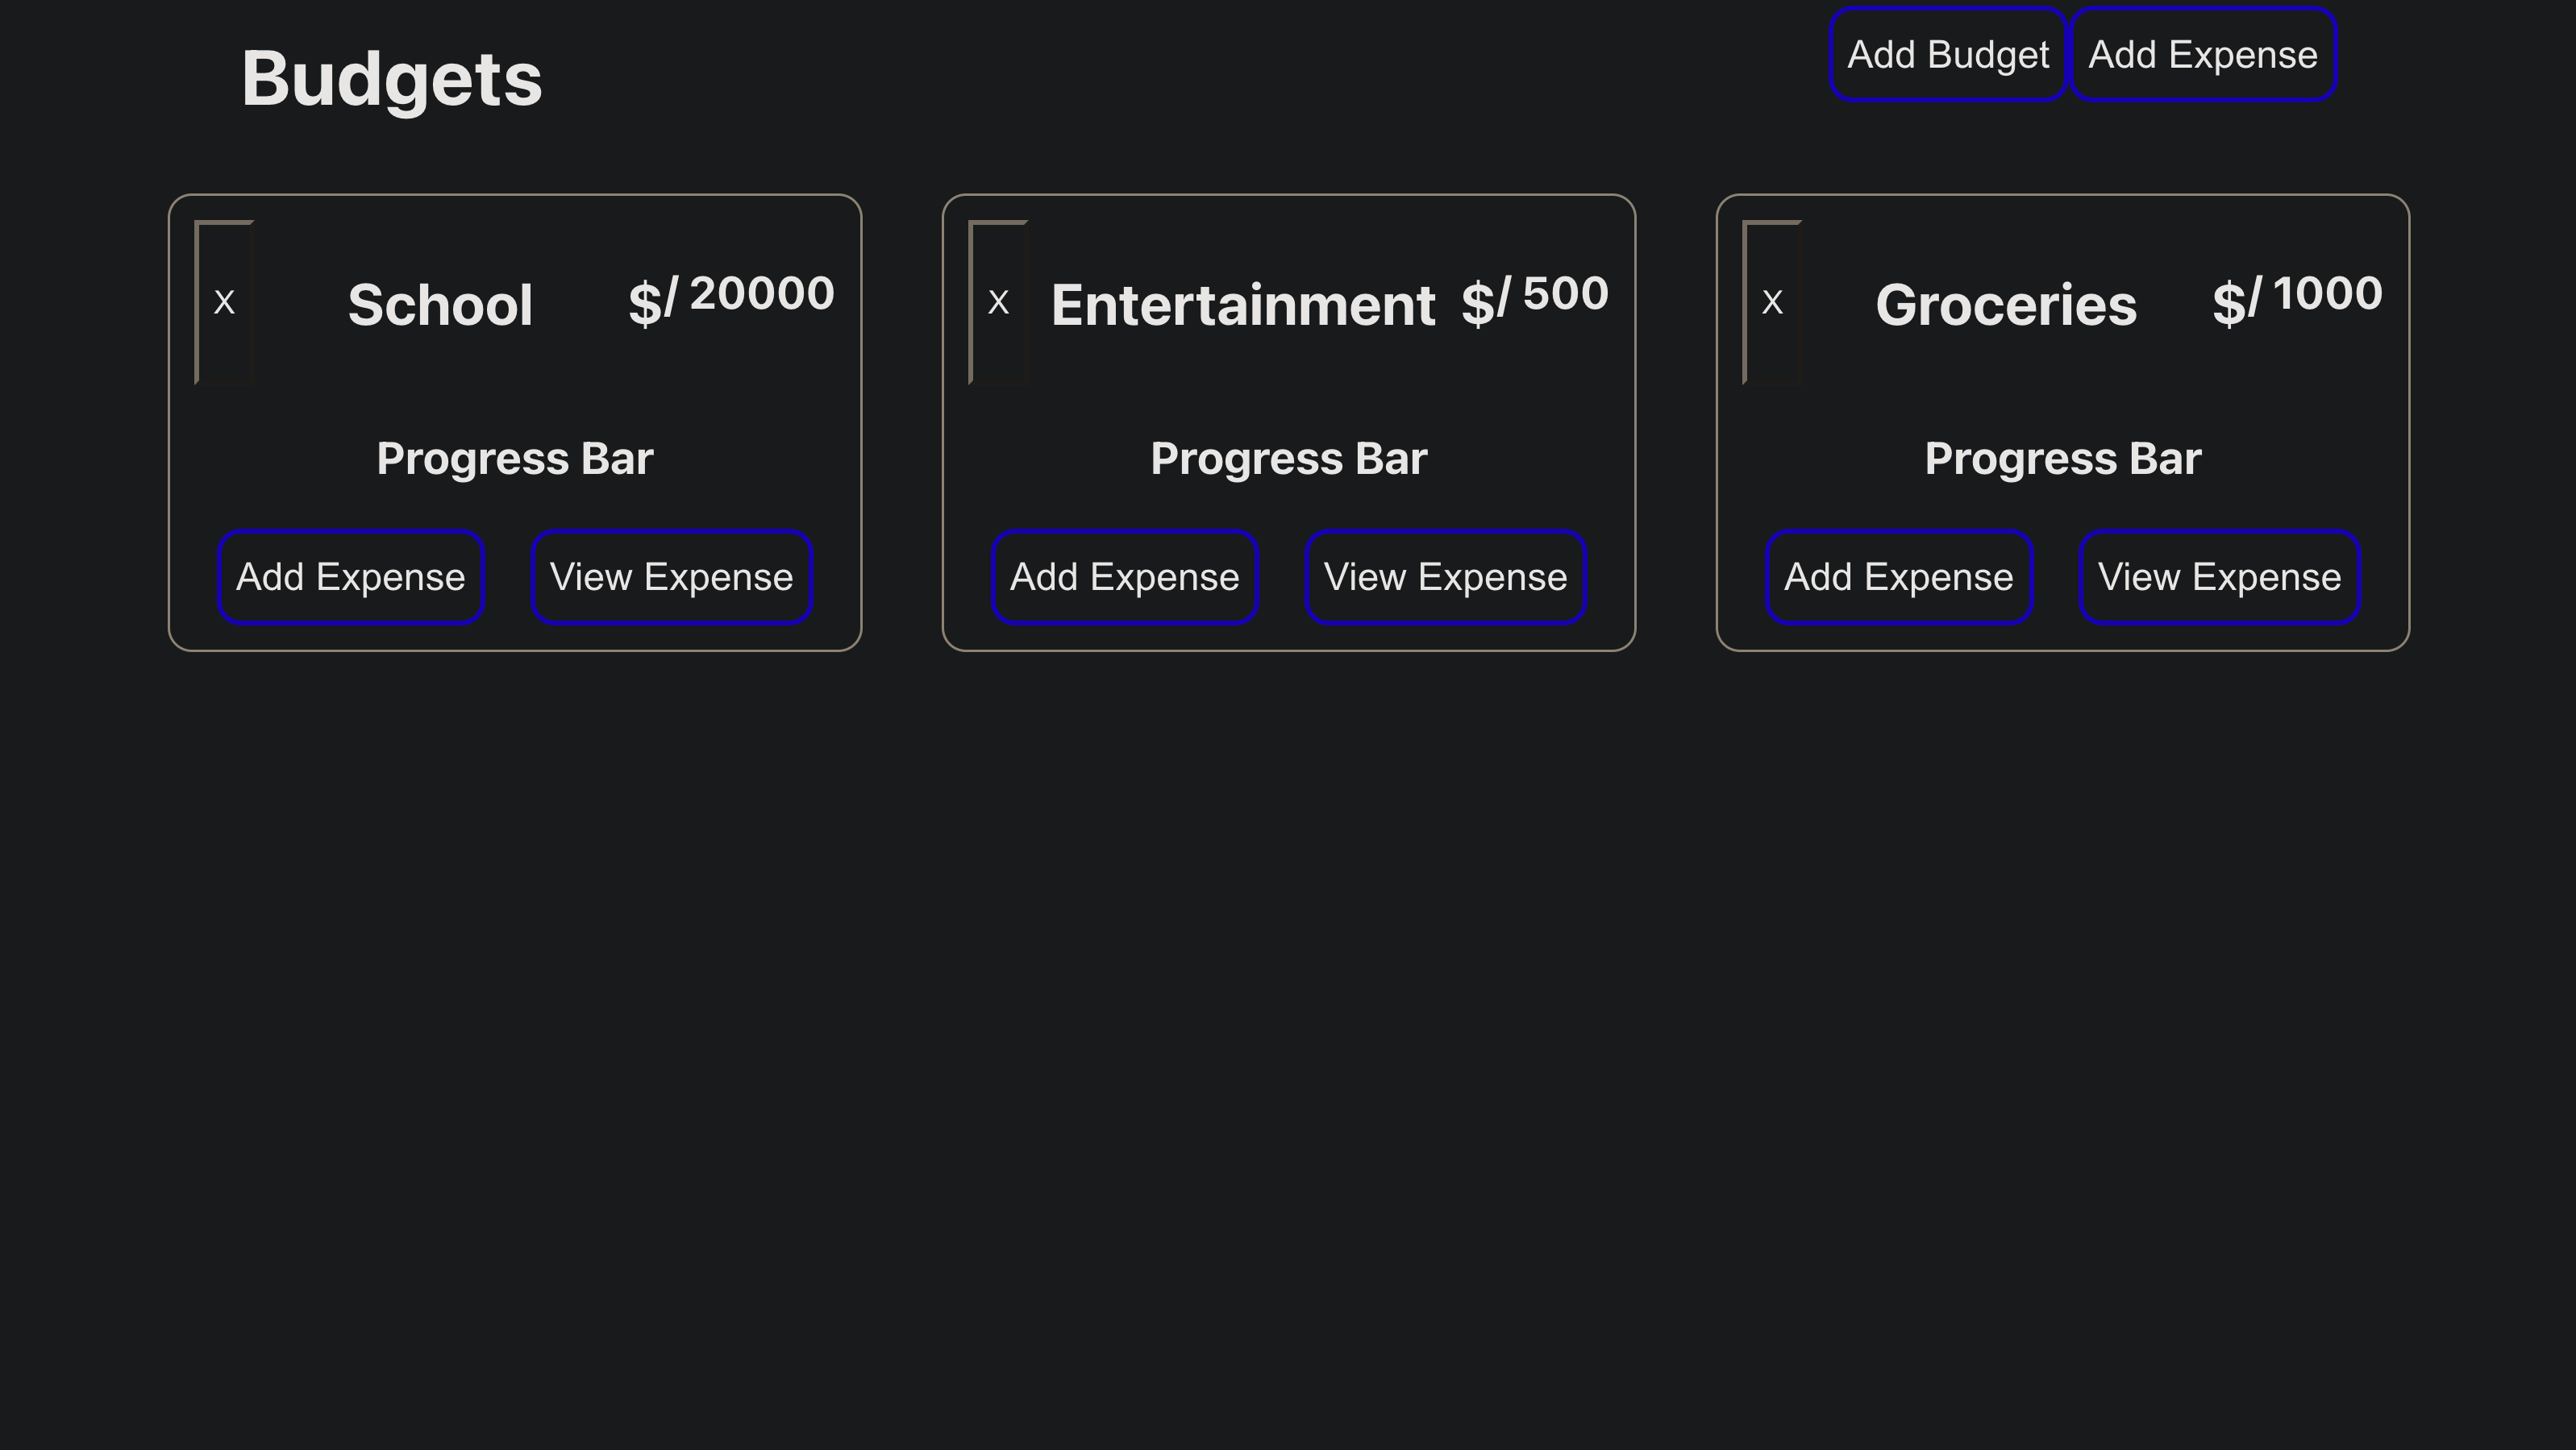 Budgets
Add Budget
Add Expense
X
School
$/ 20000
Progress Bar
Add Expense
View Expense
X
Entertainment
$/ 500
Progress Bar
Add Expense
View Expense
X
Groceries
$/ 1000
Progress Bar
Add Expense
View Expense